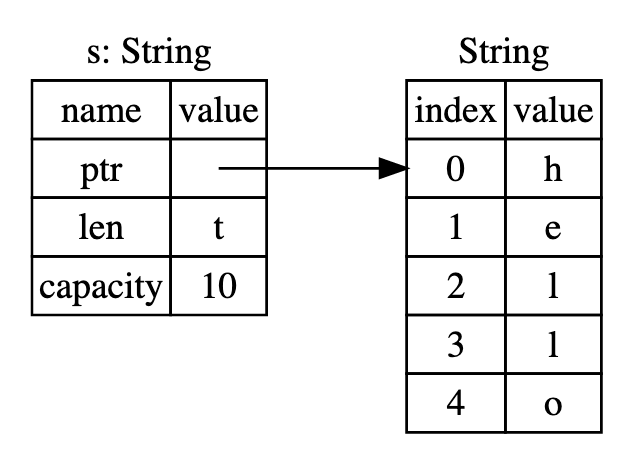 s: String
name value
ptr
len t
capacity 10
String
index value
0 h
1 e
2 l
3 l
4 o